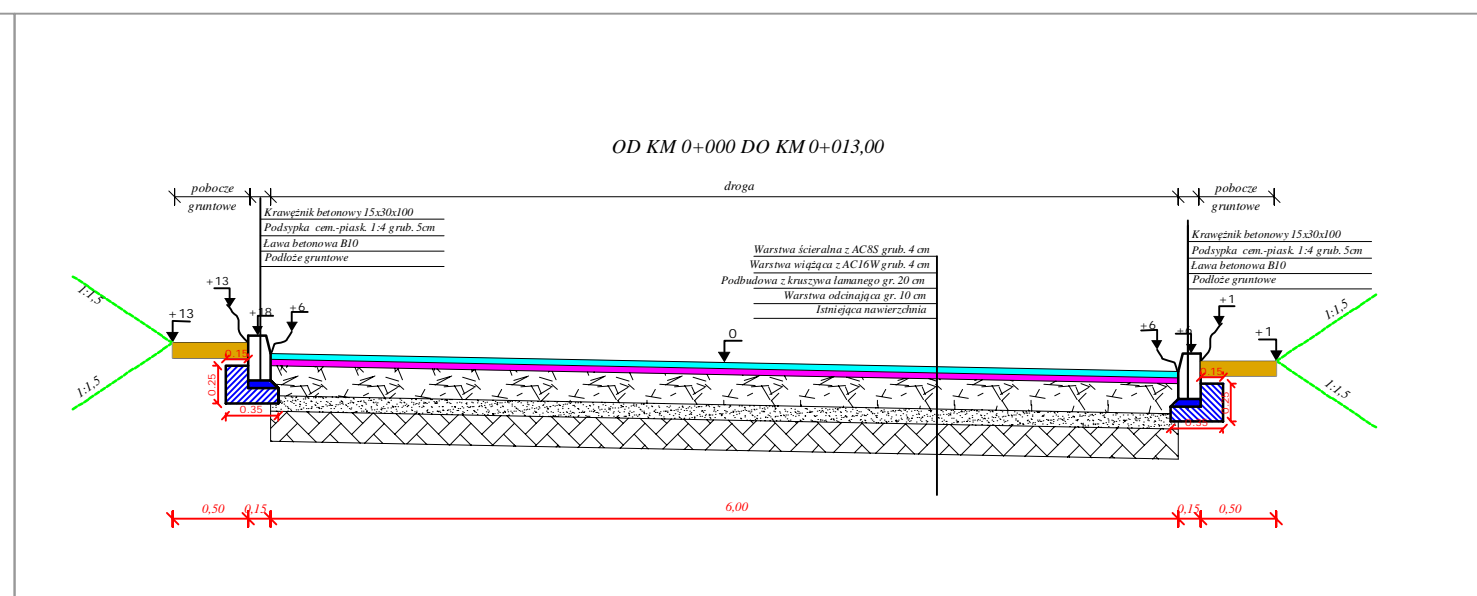 OD KM 0+000 DO KM 0+013,00
pobocze
gruntowe
droga
pobocze
gruntowe
Krawężnik betonowy 15x30x100
Podsypka cem.-piask. 1:4 grub. 5cm
Ława betonowa B10
Podłoże gruntowe
Warstwa ścieralna z AC8S grub. 4 cm
Warstwa wiążąca z AC16W grub. 4 cm
Podbudowa z kruszywa łamanego gr. 20 cm
Warstwa odcinająca gr. 10 cm
Istniejąca nawierzchnia
Krawężnik betonowy 15x30x100
Podsypka cem.-piask. 1:4 grub. 5cm
Ława betonowa B10
Podłoże gruntowe
1:1,5
+13
+13
+18
+6
0
+6
+1
+1
1:1,5
0.15
0.25
0.35
1:1,5
0.15
0.25
0.35
1:1,5
0,50
0,15
6,00
0,15
0,50